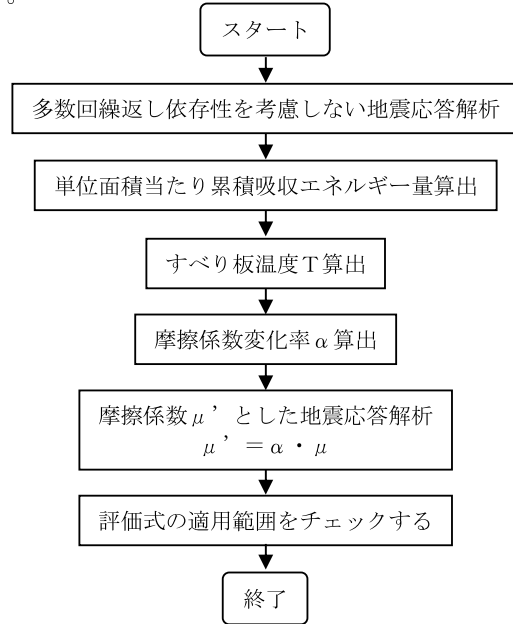 。
スタート
多数回繰返し依存性を考慮しない地震応答解析
単位面積当たり累積吸収エネルギー量算出
すべり板温度T算出
摩擦係数変化率α算出
摩擦係数μ’とした地震応答解析
μ’=α・μ
評価式の適用範囲をチェックする
終了